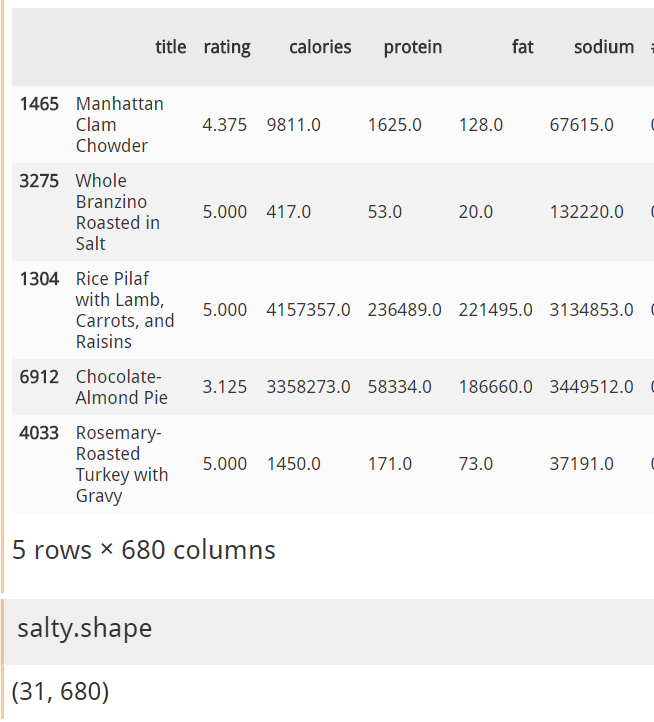 title rating calories protein fat sodium
1465 Manhattan
Clam
Chowder 4.375 9811.0 1625.0 128.0 67615.0
3275 Whole
Branzino
Roasted in
Salt 5.000 417.0 53.0 20.0 132220.0
1304 Rice Pilaf
with Lamb,
Carrots, and
Raisins 5.000 4157357.0 236489.0 221495.0 3134853.0
6912 Chocolate-
Almond Pie 3.125 3358273.0 58334.0 186660.0 3449512.0
4033 Rosemary-
Roasted
Turkey with
Gravy 5.000 1450.0 171.0 73.0 37191.0
5 rows × 680 columns
salty.shape
(31, 680)